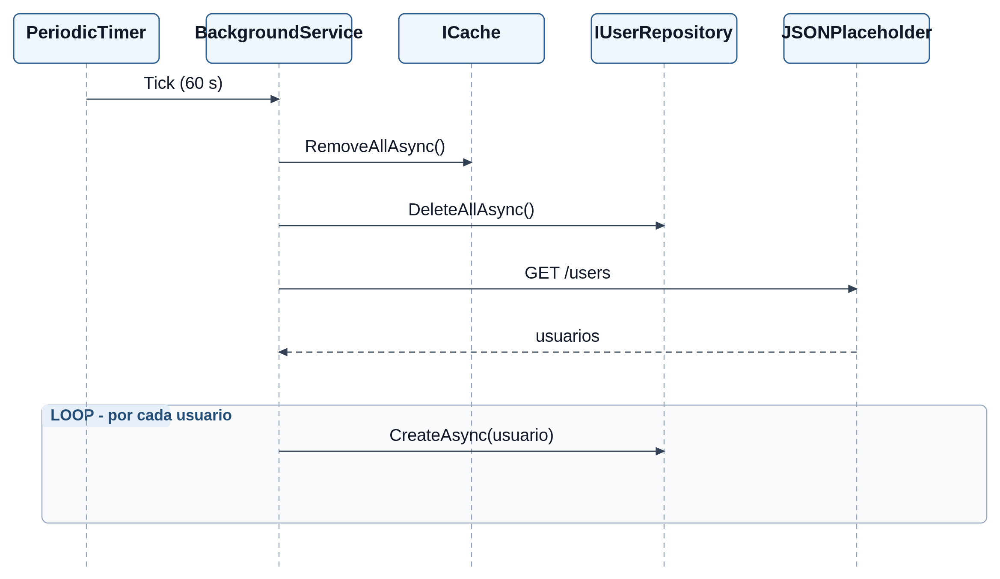 PeriodicTimer
BackgroundService
ICache
IUserRepository
JSONPlaceholder
Tick (60 s)
RemoveAllAsync()
DeleteAllAsync()
GET /users
usuarios
LOOP - por cada usuario
CreateAsync(usuario)